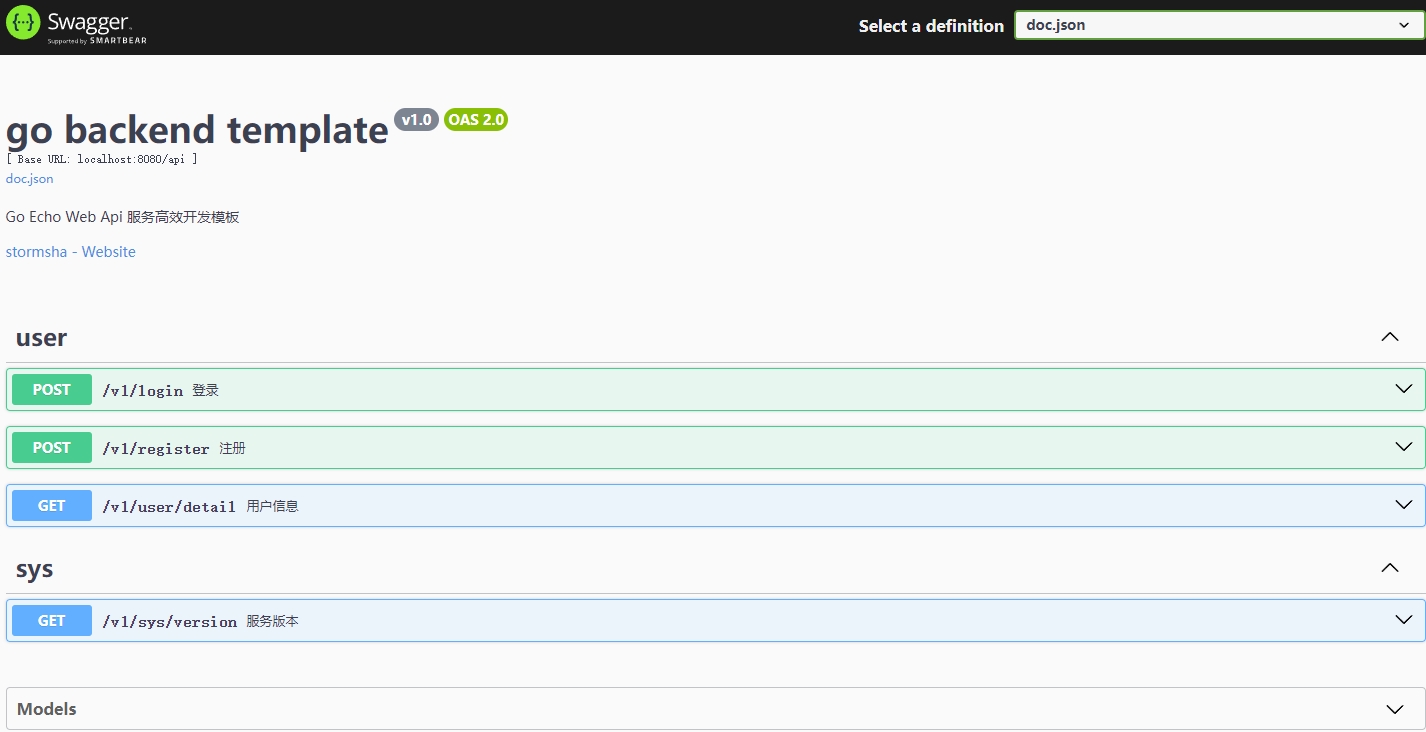 Swagger.
Supported by SMARTBEAR
Select a definition
doc.json
go backend template v1.0 OAS 2.0
[ Base URL: localhost:8080/api ]
doc.json
Go Echo Web Api 服务高效开发模板
stormsha - Website
user
POST /v1/login 登录
POST /v1/register 注册
GET /v1/user/detail 用户信息
sys
GET /v1/sys/version 服务版本
Models